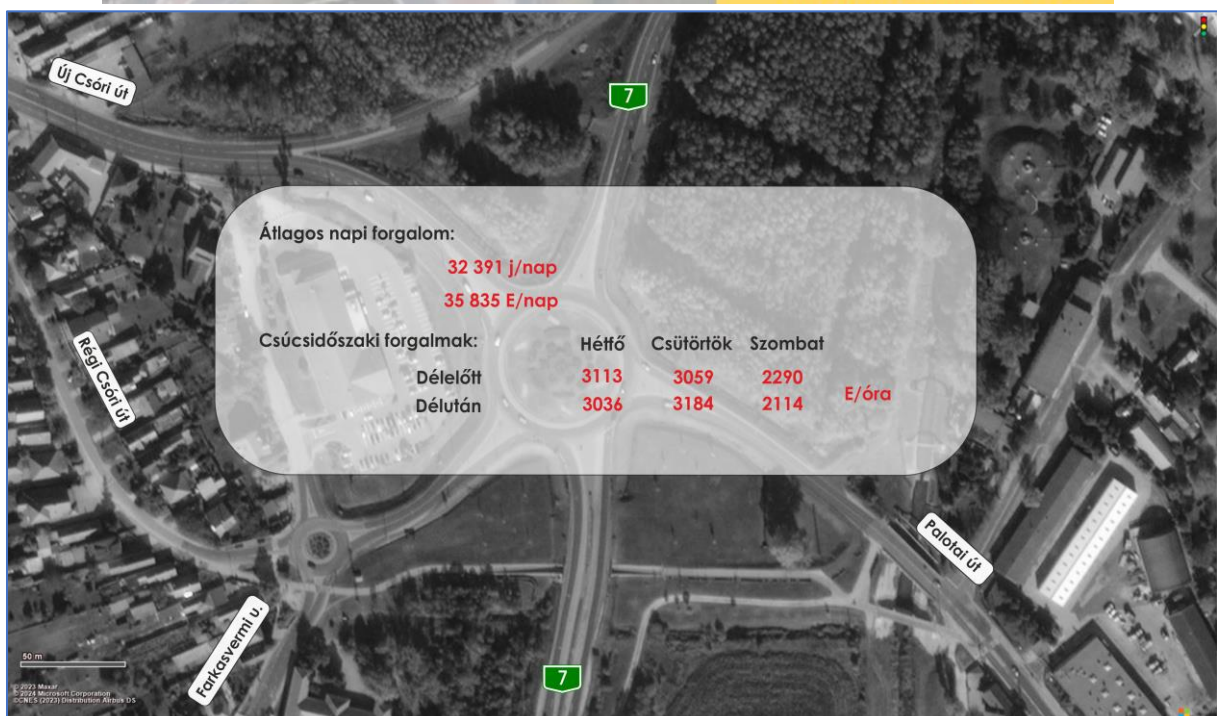 Új Csóri út
7
Átlagos napi forgalom:
32 391 j/nap
35 835 E/nap
Csúcsidőszaki forgalmak: Hétfő Csütörtök Szombat
Délelőtt 3113 3059 2290
E/óra
Délután 3036 3184 2114
Régi Csóri út
Palotai út
Farkasvermi u.
7
50 m
© 2023 Maxar
© 2024 Microsoft Corporation
©CNES (2023) Distribution Airbus DS